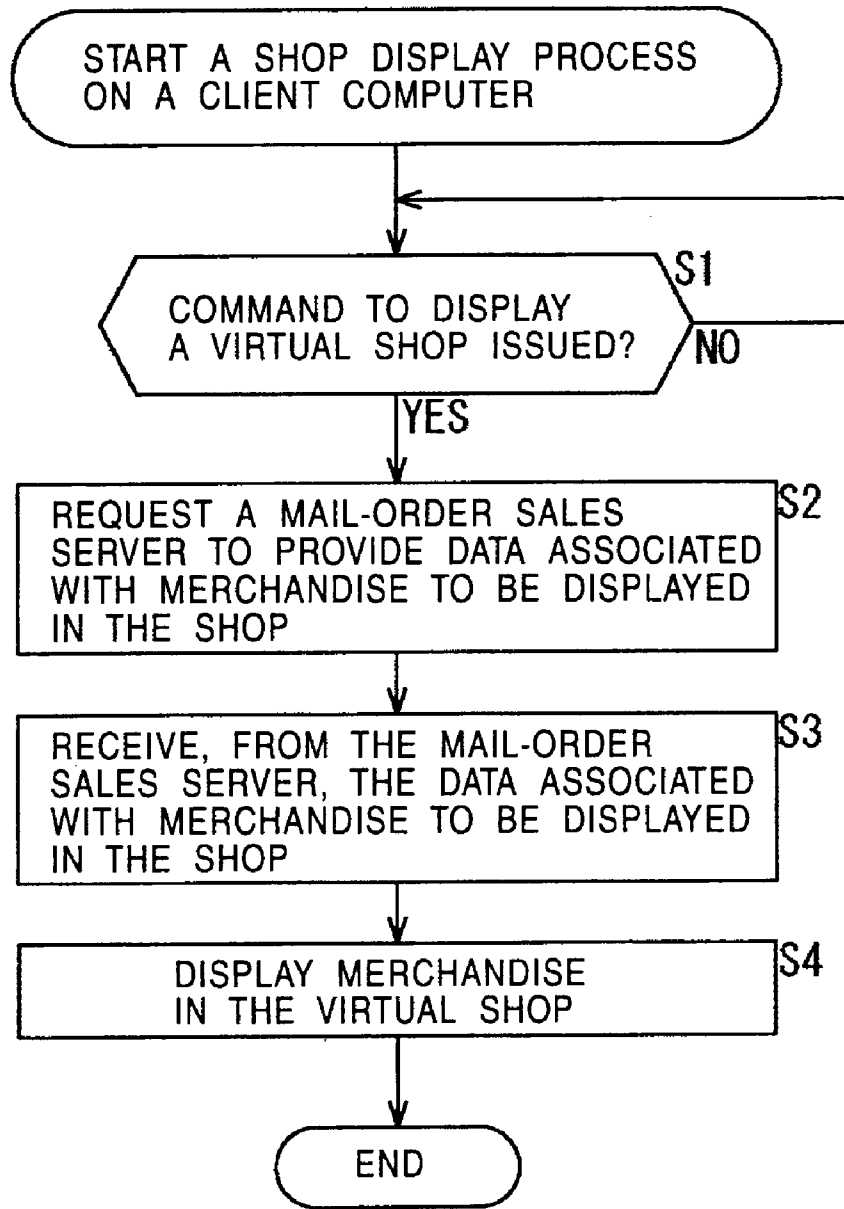 START A SHOP DISPLAY PROCESS
ON A CLIENT COMPUTER
S1
COMMAND TO DISPLAY
A VIRTUAL SHOP ISSUED?
NO
YES
S2
REQUEST A MAIL-ORDER SALES
SERVER TO PROVIDE DATA ASSOCIATED
WITH MERCHANDISE TO BE DISPLAYED
IN THE SHOP
S3
RECEIVE, FROM THE MAIL-ORDER
SALES SERVER, THE DATA ASSOCIATED
WITH MERCHANDISE TO BE DISPLAYED
IN THE SHOP
S4
DISPLAY MERCHANDISE
IN THE VIRTUAL SHOP
END